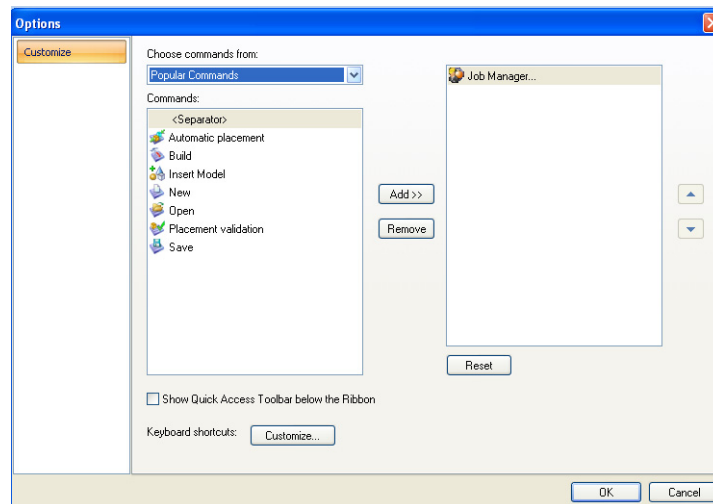 Options
Customize
Choose commands from:
Popular Commands
Commands:
<Separator>
Automatic placement
Build
Insert Model
New
Open
Placement validation
Save
Add >>
Remove
Job Manager...
Reset
Show Quick Access Toolbar below the Ribbon
Keyboard shortcuts:
Customize...
OK
Cancel